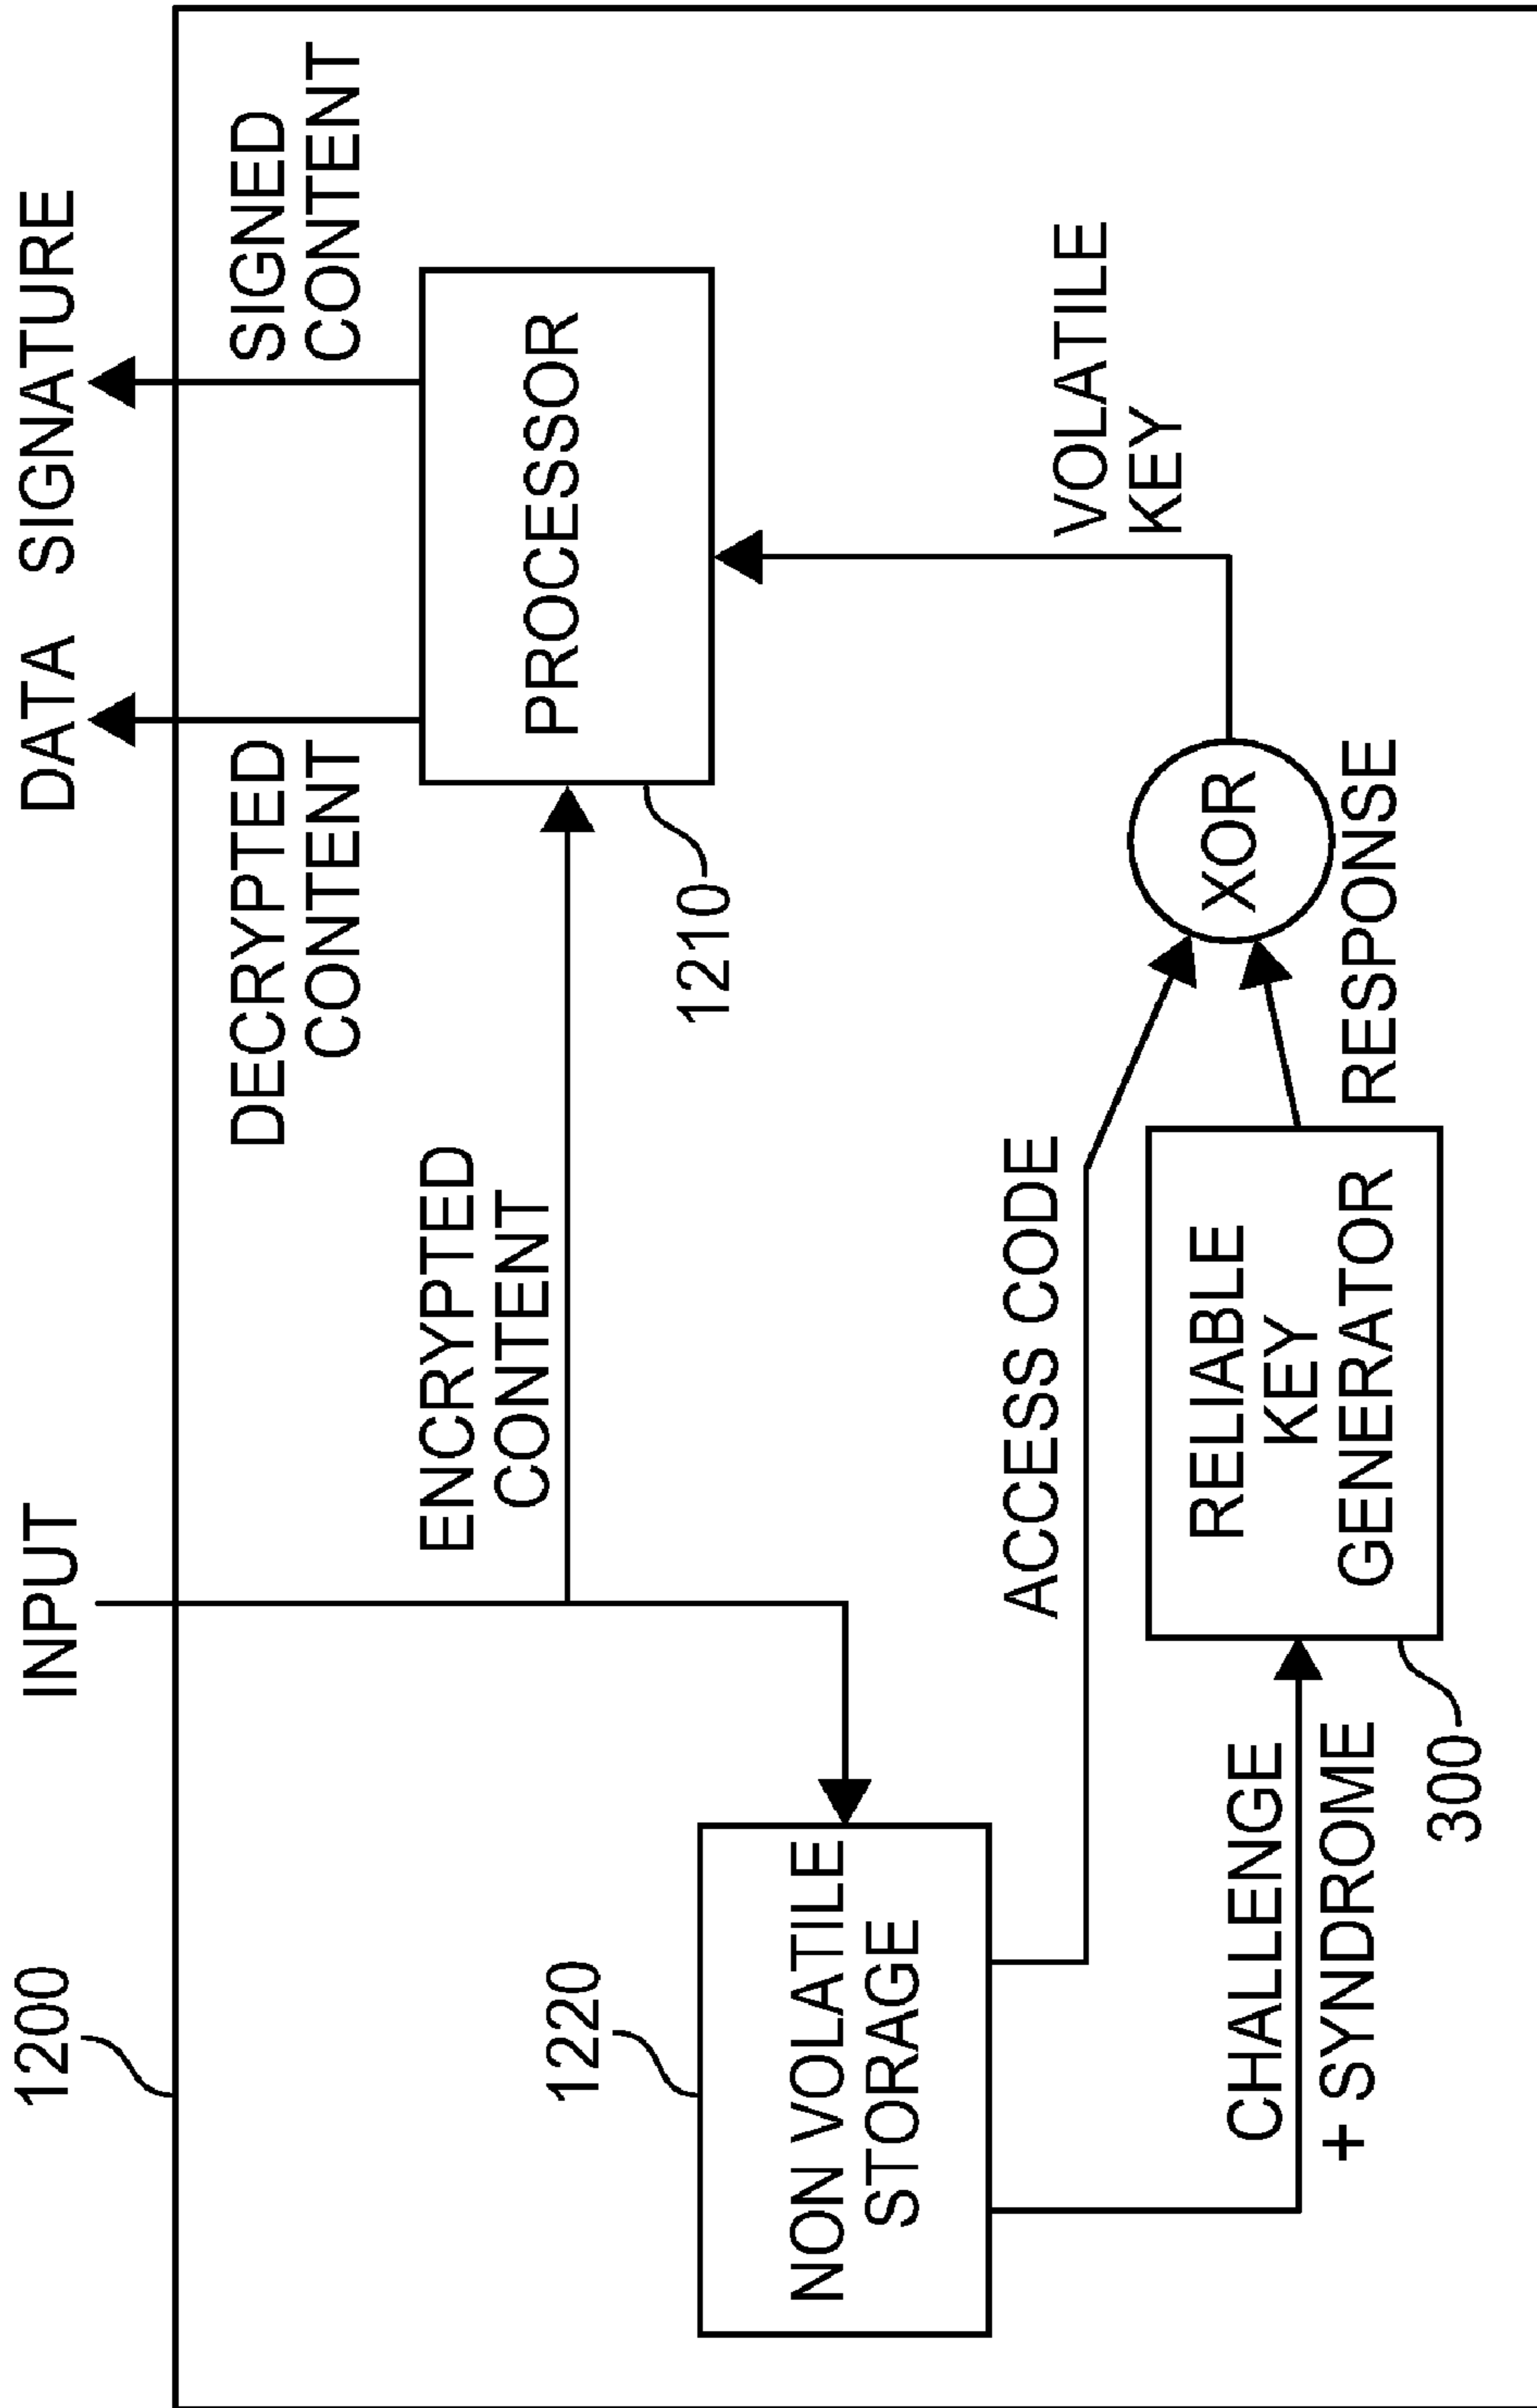 1200
INPUT
DATA SIGNATURE
DECRYPTED
CONTENT
SIGNED
CONTENT
ENCRYPTED
CONTENT
PROCESSOR
1210
1220
NON VOLATILE
STORAGE
ACCESS CODE
VOLATILE
KEY
XOR
RESPONSE
RELIABLE
KEY
GENERATOR
CHALLENGE
+ SYNDROME
300